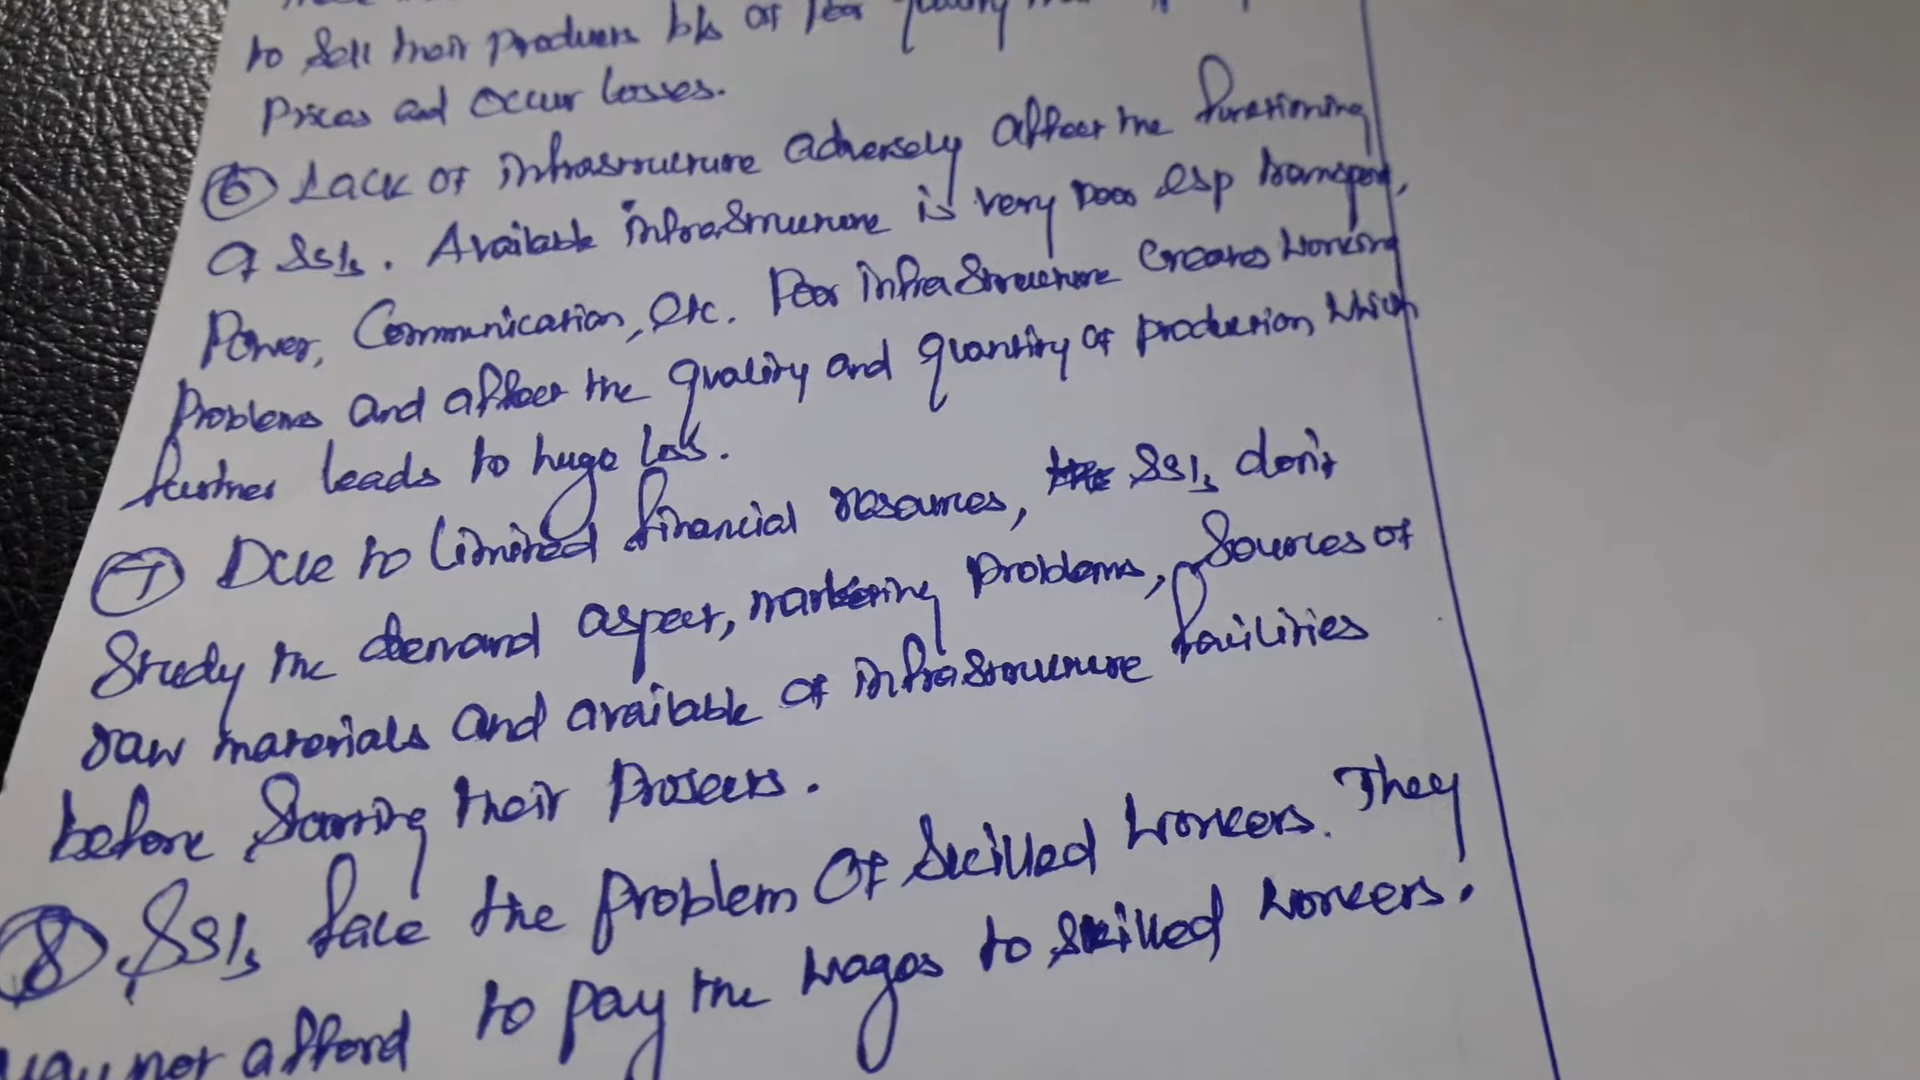 to Sell their products b/s of poor quality
Prices and occur losses.
⑥ Lack of infrastructure adversely affect the functioning
of SSIs. Available infrastructure is very poor esp transport,
Power, Communication, etc. Poor infrastructure creates working
problems and affect the quality and quantity of production, which
further leads to huge loss.
⑦ Due to limited financial resources, the SSIs don't
Study the demand aspect, marketing problems, Sources of
raw materials and available of infrastructure facilities
before Starting their Projects.
⑧ SSIs face the problem of Skilled workers. They
may not afford to pay the wages to skilled workers.